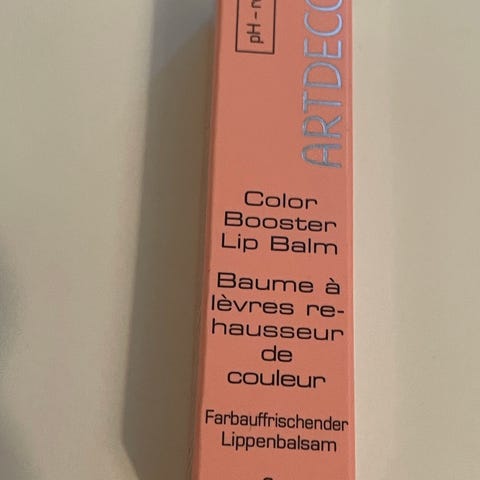 ARTDECO
Color
Booster
Lip Balm
Baume à
lèvres re-
hausseur
de
couleur
Farbauffrischender
Lippenbalsam